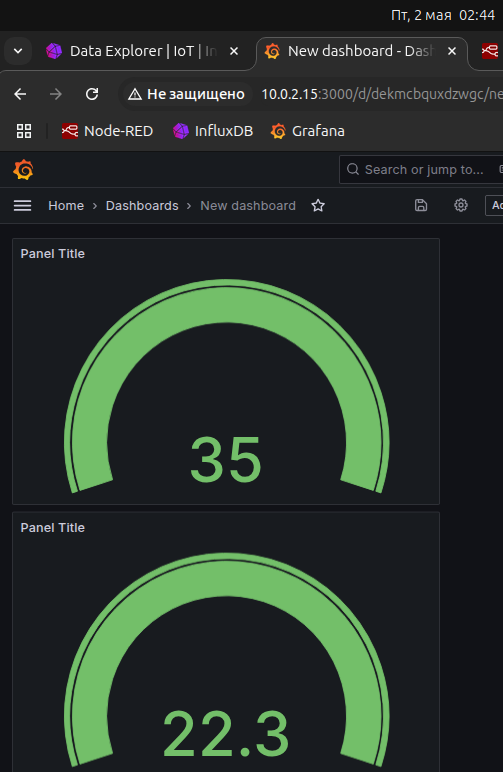 Пт, 2 мая 02:44
Data Explorer | IoT | In
New dashboard - Dash
Не защищено 10.0.2.15:3000/d/dekmcbquxdzwgc/ne
Node-RED InfluxDB Grafana
Search or jump to...
Home › Dashboards › New dashboard
Panel Title
35
Panel Title
22.3